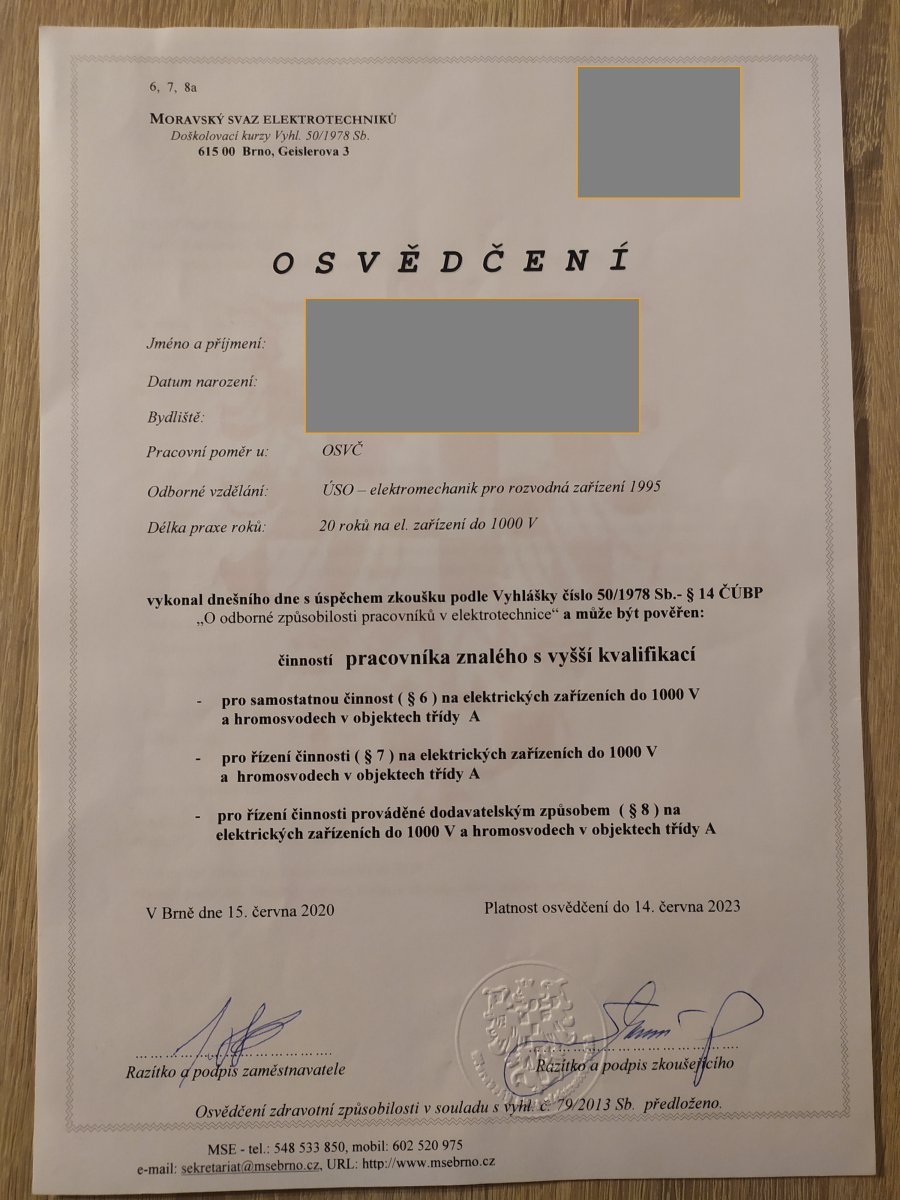 6, 7, 8a
MORAVSKÝ SVAZ ELEKTROTECHNIKŮ
Doškolovací kurzy Vyhl. 50/1978 Sb.
615 00 Brno, Geislerova 3
OSVĚDČENÍ
Jméno a příjmení:
Datum narození:
Bydliště:
Pracovní poměr u: OSVČ
Odborné vzdělání: ÚSO – elektromechanik pro rozvodná zařízení 1995
Délka praxe roků: 20 roků na el. zařízení do 1000 V
vykonal dnešního dne s úspěchem zkoušku podle Vyhlášky číslo 50/1978 Sb.- § 14 ČÚBP
„O odborné způsobilosti pracovníků v elektrotechnice“ a může být pověřen:
činností pracovníka znalého s vyšší kvalifikací
- pro samostatnou činnost ( § 6 ) na elektrických zařízeních do 1000 V
a hromosvodech v objektech třídy A
- pro řízení činnosti ( § 7 ) na elektrických zařízeních do 1000 V
a hromosvodech v objektech třídy A
- pro řízení činnosti prováděné dodavatelským způsobem ( § 8 ) na
elektrických zařízeních do 1000 V a hromosvodech v objektech třídy A
V Brně dne 15. června 2020 Platnost osvědčení do 14. června 2023
Razítko a podpis zaměstnavatele Razítko a podpis zkoušejícího
Osvědčení zdravotní způsobilosti v souladu s vyhl. č. 79/2013 Sb. předloženo.
MSE - tel.: 548 533 850, mobil: 602 520 975
e-mail: sekretariat@msebrno.cz, URL: http://www.msebrno.cz